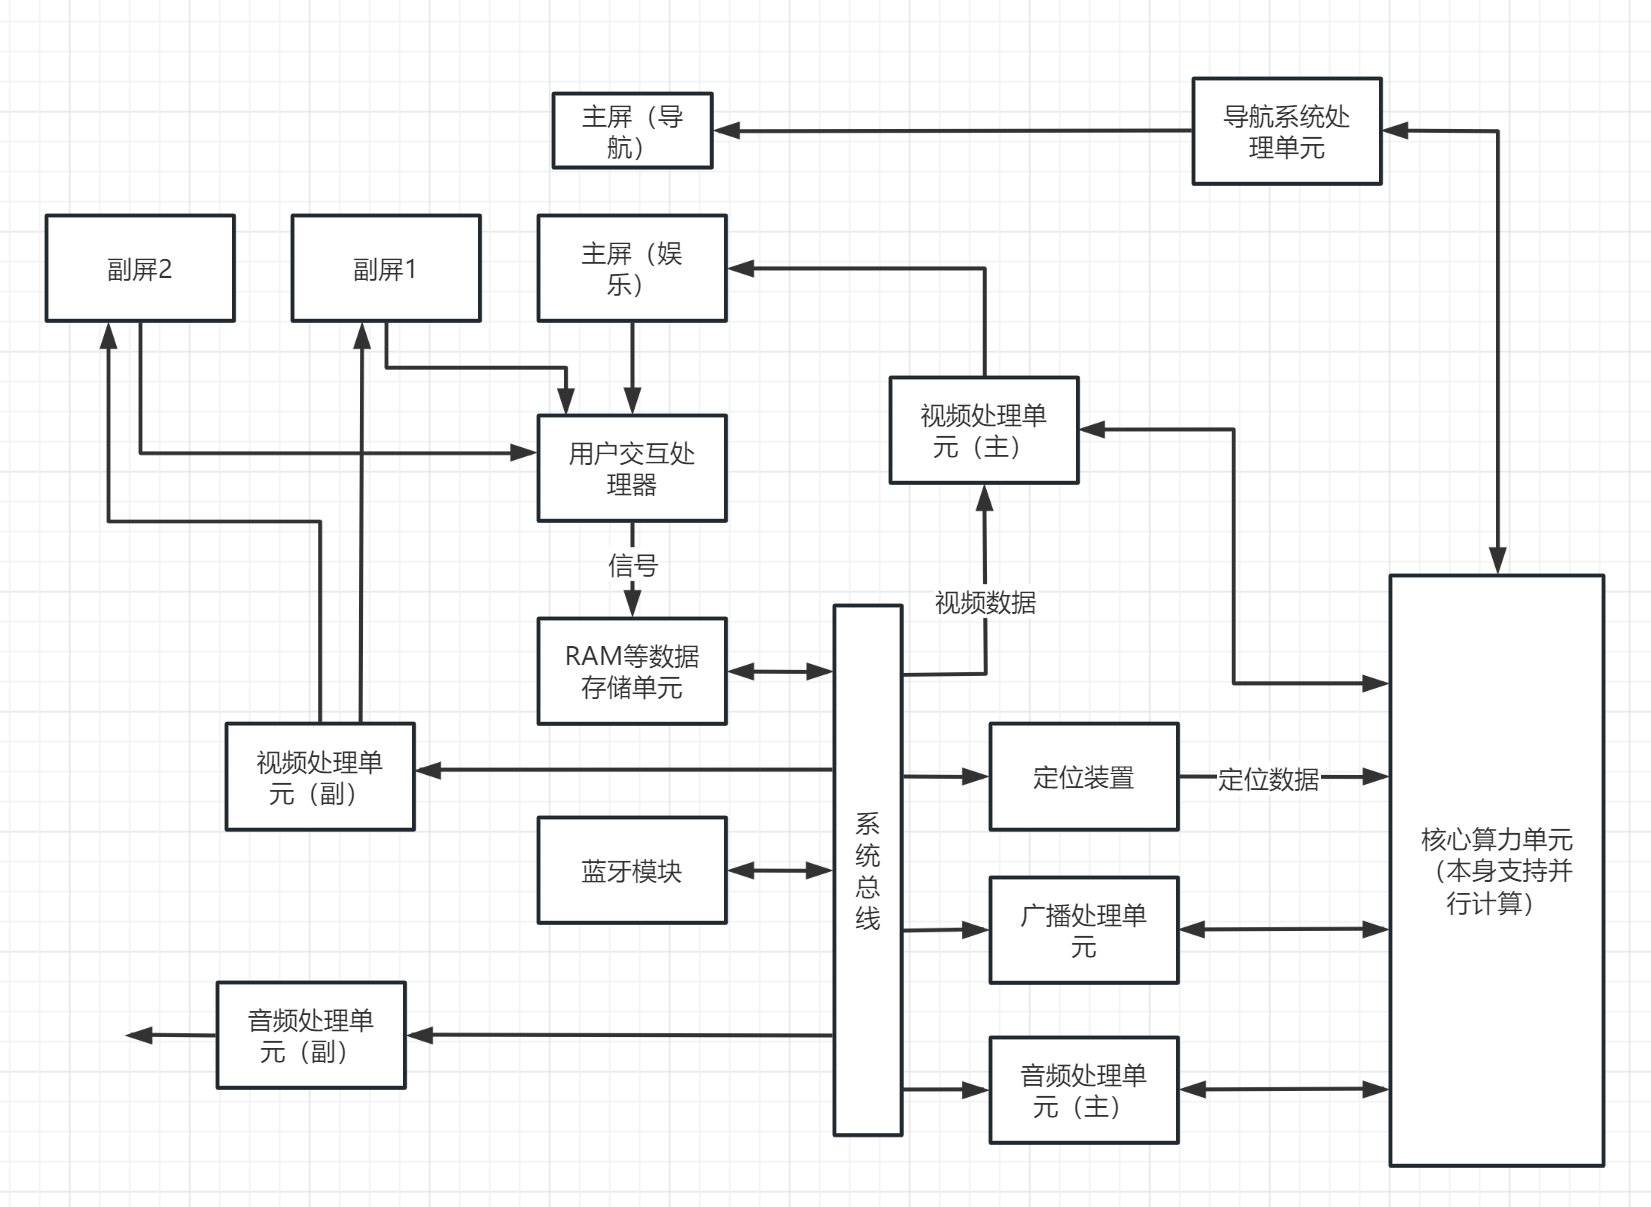 主屏（导
航）
导航系统处
理单元
副屏2
副屏1
主屏（娱
乐）
视频处理单
元（主）
用户交互处
理器
信号
视频数据
RAM等数据
存储单元
视频处理单
元（副）
定位装置
定位数据
系
统
总
线
核心算力单元
（本身支持并
行计算）
蓝牙模块
广播处理单
元
音频处理单
元（副）
音频处理单
元（主）